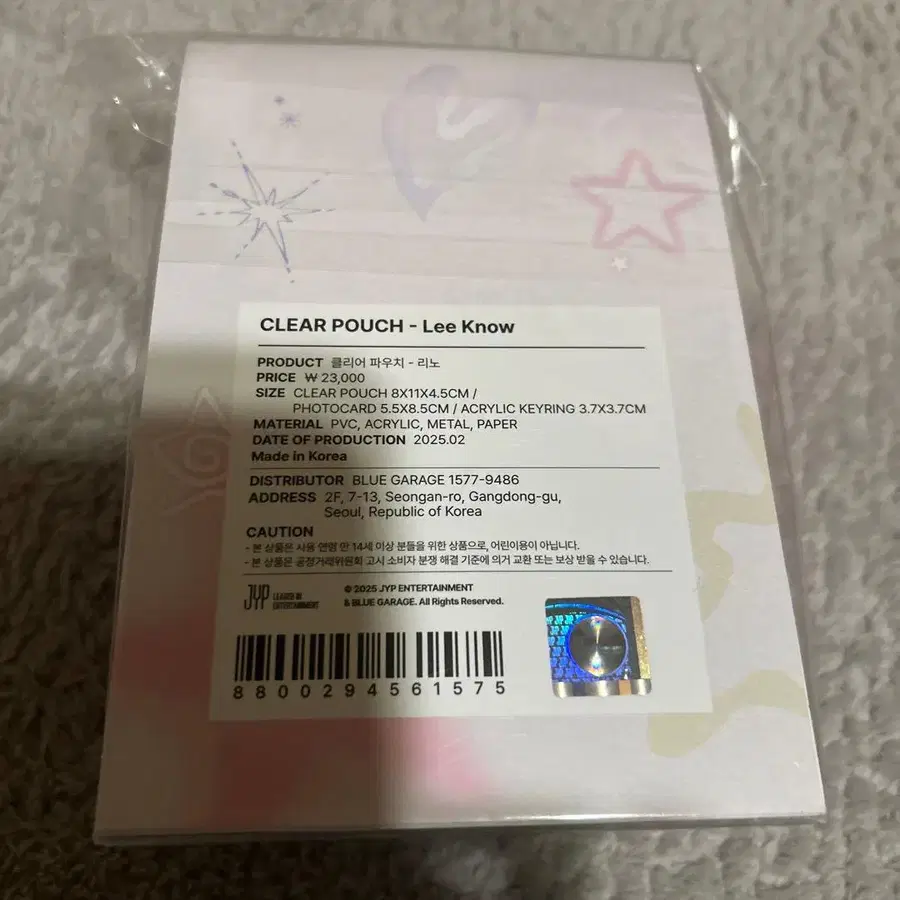 CLEAR POUCH - Lee Know
PRODUCT 클리어 파우치 - 리노
PRICE ₩ 23,000
SIZE CLEAR POUCH 8X11X4.5CM /
PHOTOCARD 5.5X8.5CM / ACRYLIC KEYRING 3.7X3.7CM
MATERIAL PVC, ACRYLIC, METAL, PAPER
DATE OF PRODUCTION 2025.02
Made in Korea
DISTRIBUTOR BLUE GARAGE 1577-9486
ADDRESS 2F, 7-13, Seongan-ro, Gangdong-gu,
Seoul, Republic of Korea
CAUTION
- 본 상품은 사용 연령 만 14세 이상 분들을 위한 상품으로, 어린이용이 아닙니다.
- 본 상품은 공정거래위원회 고시 소비자 분쟁 해결 기준에 의거 교환 또는 보상 받을 수 있습니다.
JYP LEADER IN
ENTERTAINMENT
© 2025 JYP ENTERTAINMENT
& BLUE GARAGE. All Rights Reserved.
8800294561575